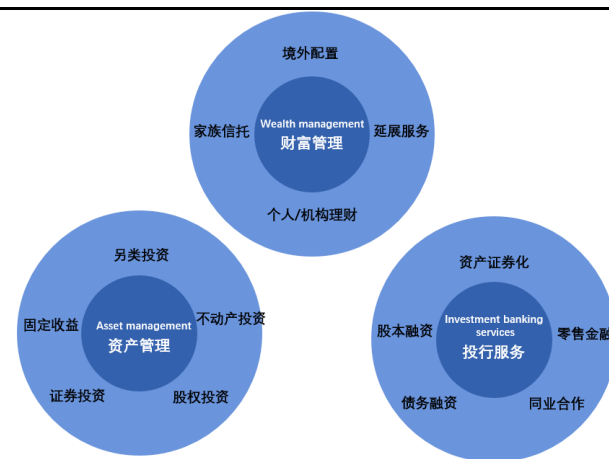 境外配置
家族信托
Wealth management
财富管理
延展服务
个人/机构理财
另类投资
固定收益
Asset management
资产管理
不动产投资
证券投资
股权投资
资产证券化
股本融资
Investment banking
services
投行服务
零售金融
债务融资
同业合作